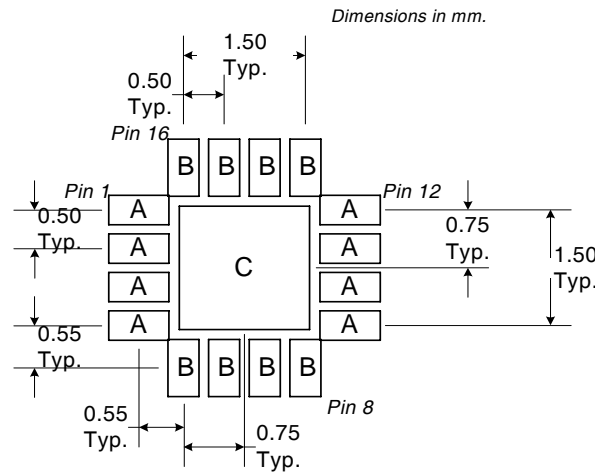 Dimensions in mm.
1.50
Typ.
0.50
Typ.
Pin 16
B B B B
Pin 1
Pin 12
A
A
0.50
Typ.
0.75
Typ.
A
A
C
1.50
Typ.
A
A
A
A
0.55
Typ.
B B B B
Pin 8
0.55
Typ.
0.75
Typ.